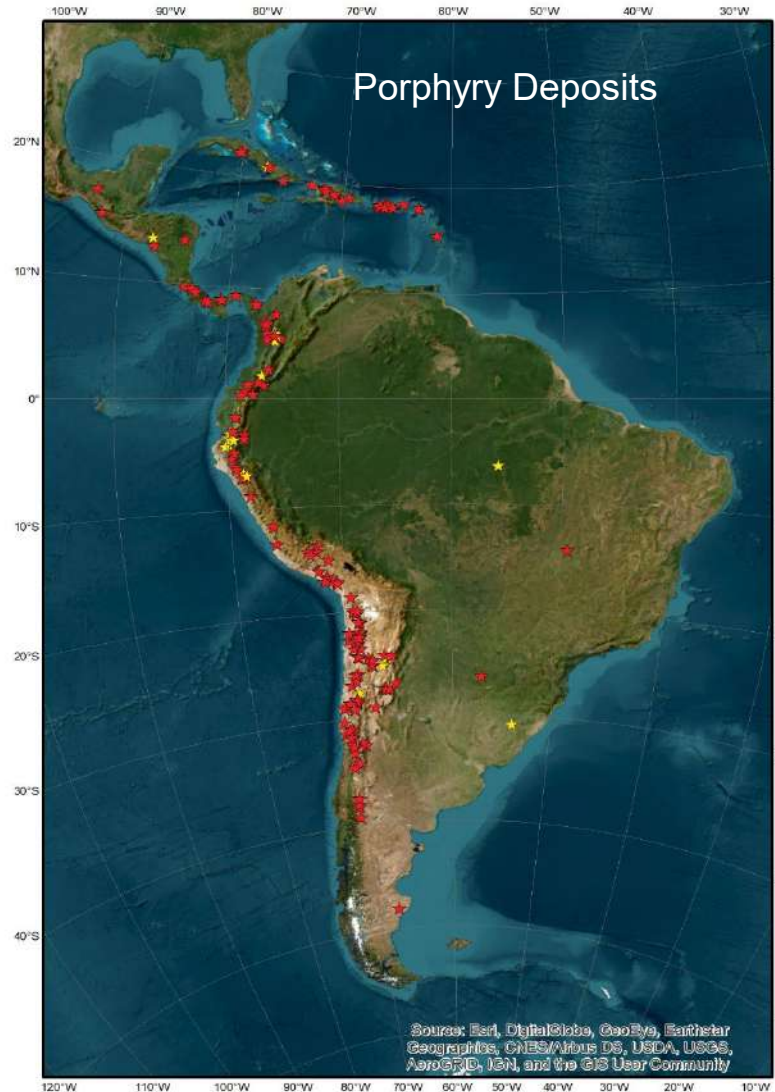 100°W 90°W 80°W 70°W 60°W 50°W 40°W 30°W
Porphyry Deposits
20°N
10°N
0°
10°S
20°S
30°S
40°S
Source: Esri, DigitalGlobe, GeoEye, Earthstar
Geographics, CNES/Airbus DS, USDA, USGS,
AeroGRID, IGN, and the GIS User Community
120°W 110°W 100°W 90°W 80°W 70°W 60°W 50°W 40°W 30°W 20°W 10°W